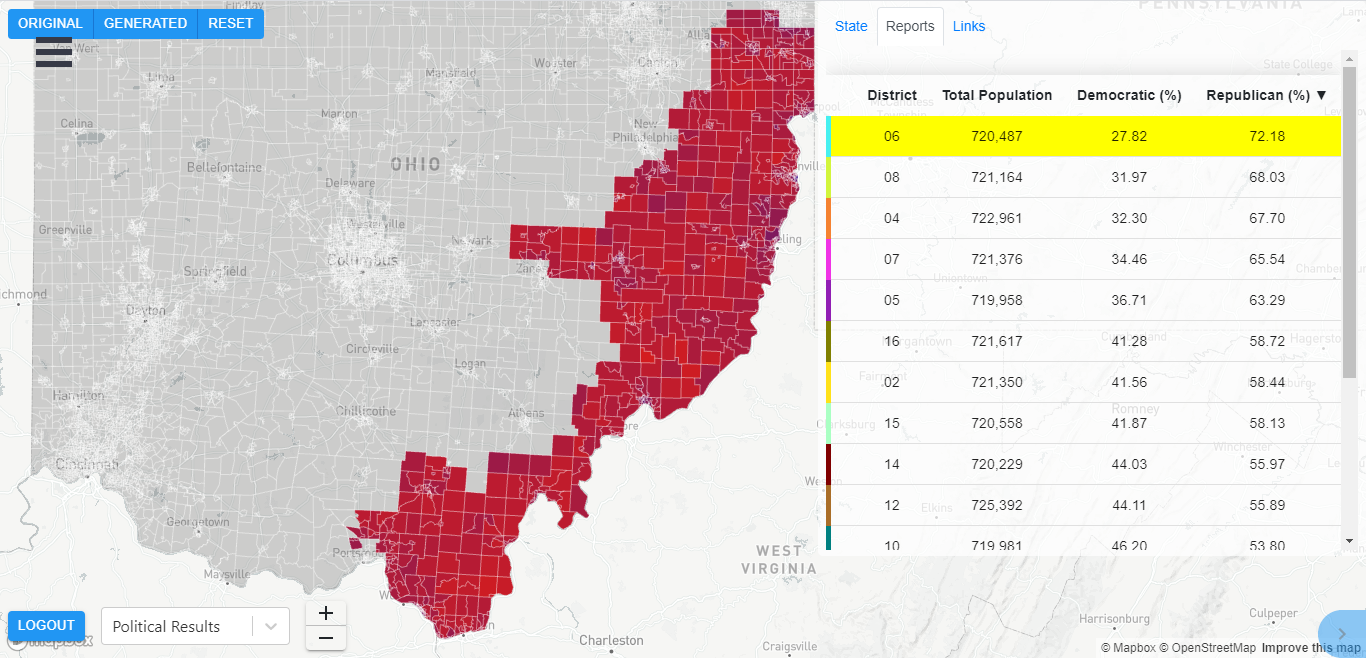 ORIGINAL GENERATED RESET
State Reports Links
District Total Population Democratic (%) Republican (%) ▼
06 720,487 27.82 72.18
08 721,164 31.97 68.03
04 722,961 32.30 67.70
07 721,376 34.46 65.54
05 719,958 36.71 63.29
16 721,617 41.28 58.72
02 721,350 41.56 58.44
15 720,558 41.87 58.13
14 720,229 44.03 55.97
12 725,392 44.11 55.89
10 719,981 46.20 53.80
PENNSYLVANIA
Findlay
Van Wert
Lima
Mansfield
Wooster
Canton
State College
Celina
Marion
New
Philadelphia
Bellefontaine
OHIO
Delaware
Westerville
Greenville
Newark
Columbus
Springfield
Uniontown
Dayton
Lancaster
Cumberland
Circleville
Logan
Hamilton
Chillicothe
Athens
Romney
Winchester
Cincinnati
Elkins
Georgetown
Maysville
WEST
VIRGINIA
Charleston
Craigsville
Harrisonburg
Culpeper
LOGOUT
Political Results
+
−
mapbox
© Mapbox © OpenStreetMap Improve this map